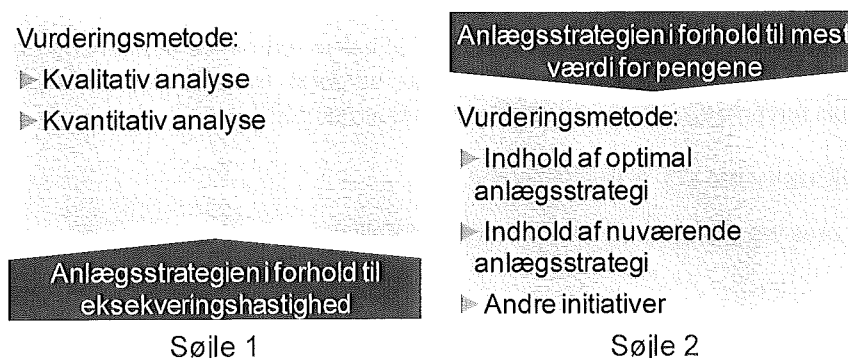 Vurderingsmetode:
Kvalitativ analyse
Kvantitativ analyse
Anlægsstrategien i forhold til
eksekveringshastighed
Søjle 1
Anlægsstrategien i forhold til mest
værdi for pengene
Vurderingsmetode:
Indhold af optimal
anlægsstrategi
Indhold af nuværende
anlægsstrategi
Andre initiativer
Søjle 2